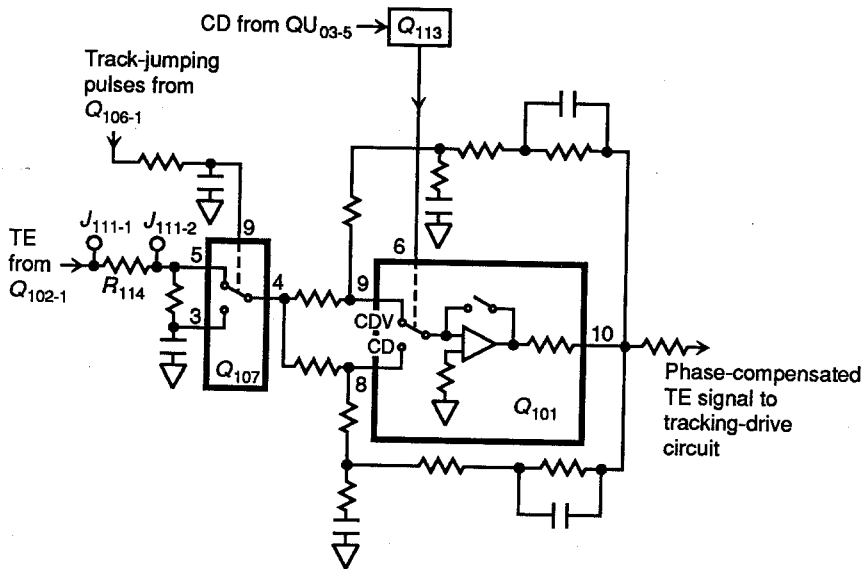 CD from QU03-5
Q113
Track-jumping
pulses from
Q106-1
J111-1
J111-2
9
6
TE
from
Q102-1
5
4
9
R114
CDV
10
3
CD
Phase-compensated
TE signal to
tracking-drive
circuit
Q107
8
Q101